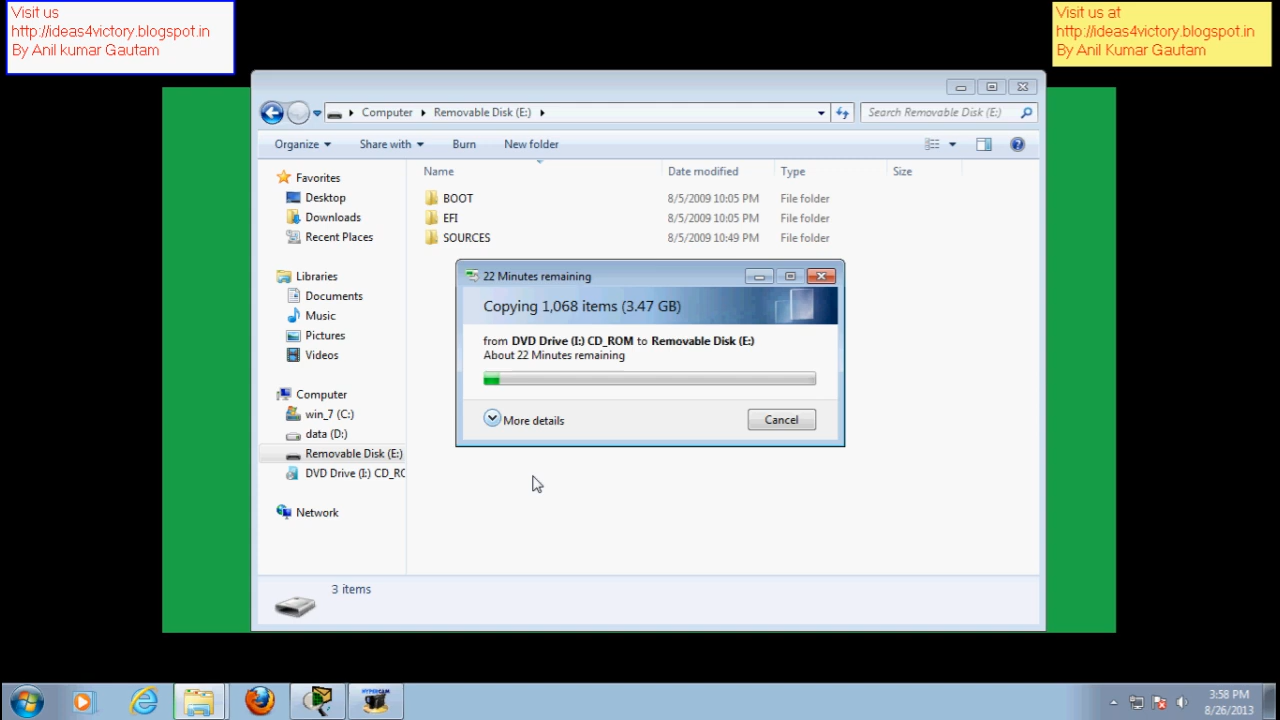 Visit us
http://ideas4victory.blogspot.in
By Anil kumar Gautam
Visit us at
http://ideas4victory.blogspot.in
By Anil Kumar Gautam
Computer Removable Disk (E:)
Search Removable Disk (E:)
Organize Share with Burn New folder
Name Date modified Type Size
BOOT 8/5/2009 10:05 PM File folder
EFI 8/5/2009 10:05 PM File folder
SOURCES 8/5/2009 10:49 PM File folder
Favorites
Desktop
Downloads
Recent Places
Libraries
Documents
Music
Pictures
Videos
Computer
win_7 (C:)
data (D:)
Removable Disk (E:)
DVD Drive (I:) CD_RO
Network
22 Minutes remaining
Copying 1,068 items (3.47 GB)
from DVD Drive (I:) CD_ROM to Removable Disk (E:)
About 22 Minutes remaining
More details
Cancel
3 items
HYPERCAM
3:58 PM
8/26/2013